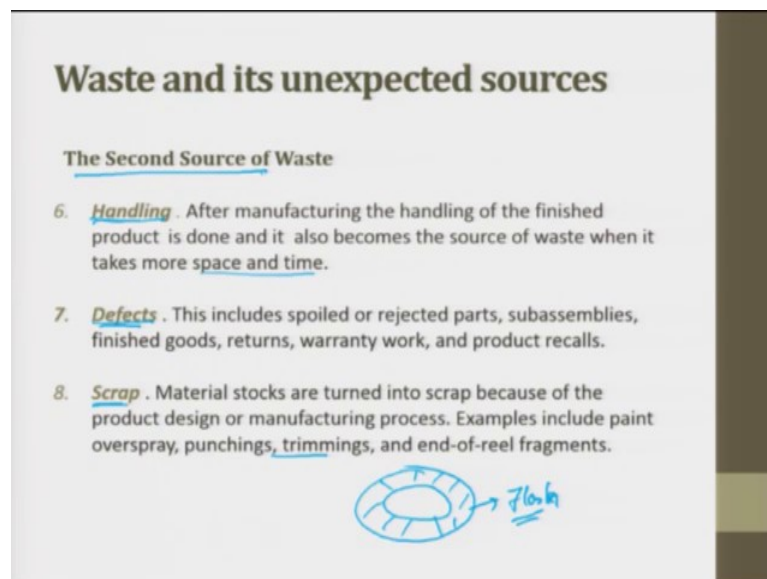 Waste and its unexpected sources
The Second Source of Waste
6. Handling . After manufacturing the handling of the finished
product is done and it also becomes the source of waste when it
takes more space and time.
7. Defects . This includes spoiled or rejected parts, subassemblies,
finished goods, returns, warranty work, and product recalls.
8. Scrap . Material stocks are turned into scrap because of the
product design or manufacturing process. Examples include paint
overspray, punchings, trimmings, and end-of-reel fragments.